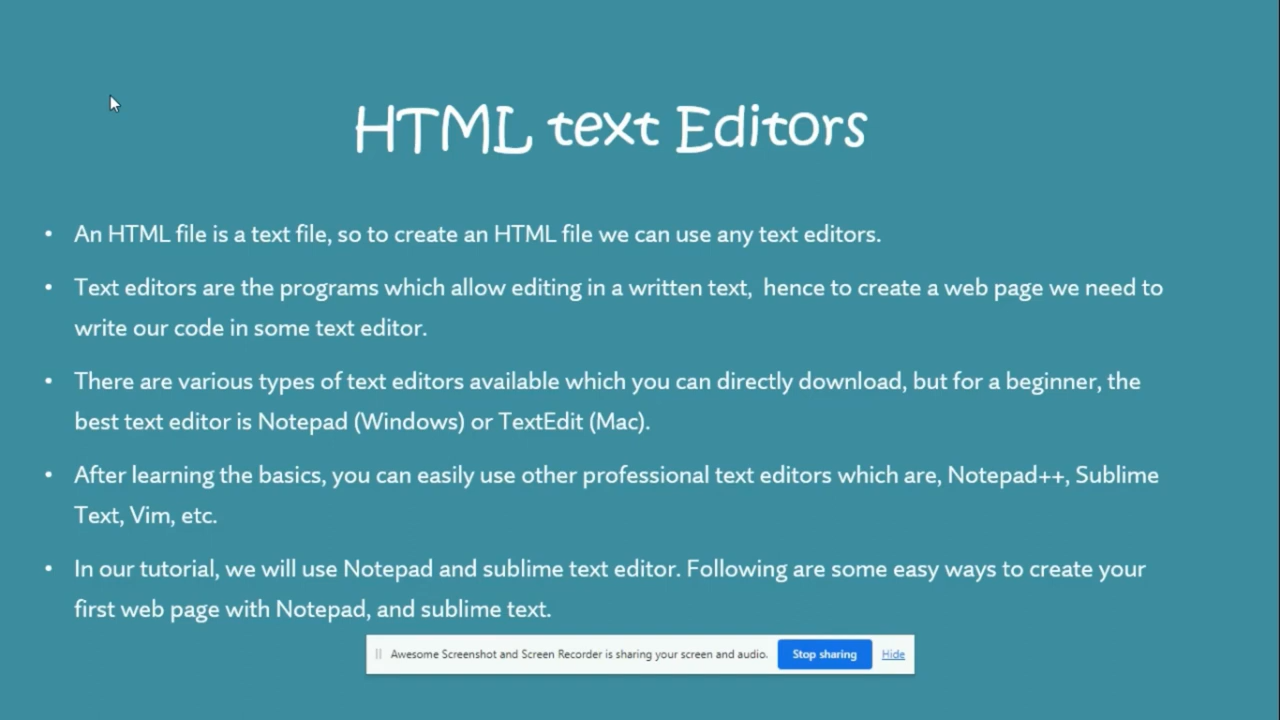 HTML text Editors
• An HTML file is a text file, so to create an HTML file we can use any text editors.
• Text editors are the programs which allow editing in a written text,  hence to create a web page we need to
write our code in some text editor.
• There are various types of text editors available which you can directly download, but for a beginner, the
best text editor is Notepad (Windows) or TextEdit (Mac).
• After learning the basics, you can easily use other professional text editors which are, Notepad++, Sublime
Text, Vim, etc.
• In our tutorial, we will use Notepad and sublime text editor. Following are some easy ways to create your
first web page with Notepad, and sublime text.
Awesome Screenshot and Screen Recorder is sharing your screen and audio. Stop sharing Hide